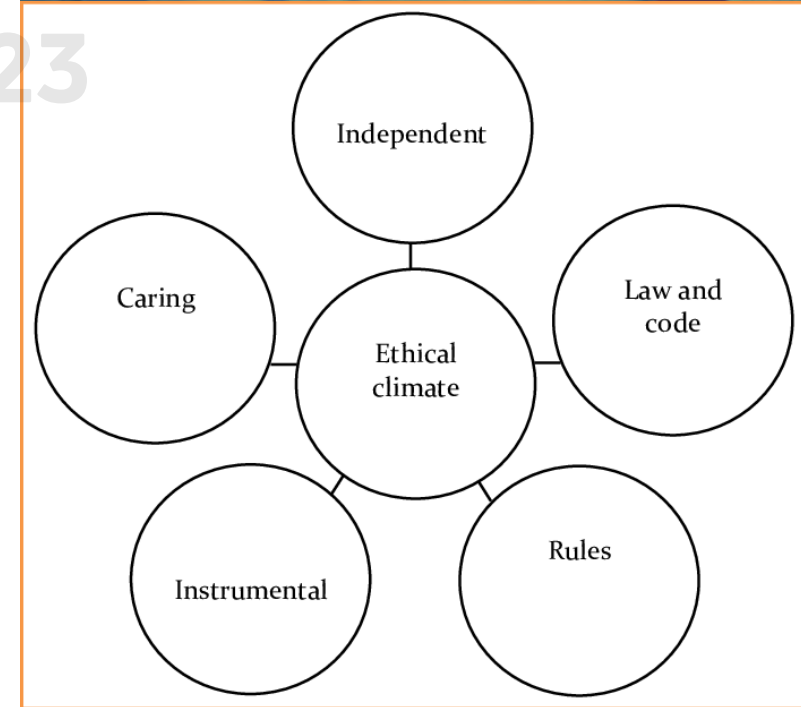 23
Independent
Caring
Law and
code
Ethical
climate
Instrumental
Rules